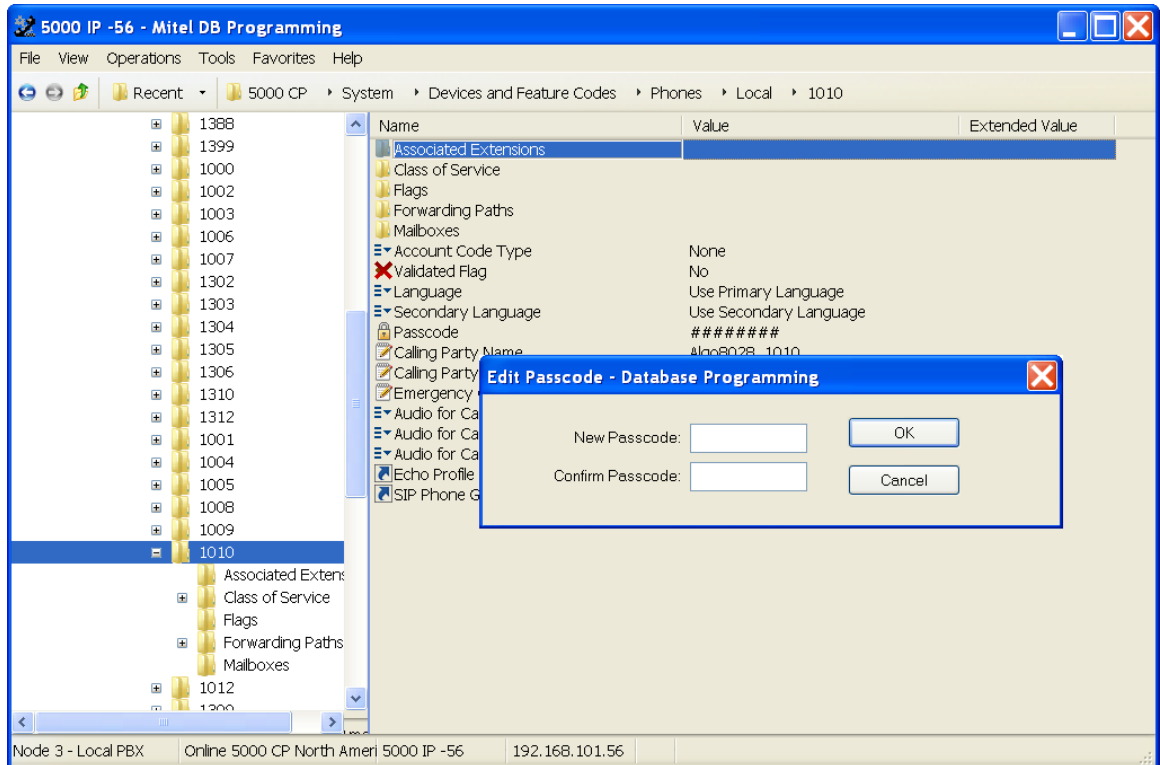 5000 IP -56 - Mitel DB Programming
File View Operations Tools Favorites Help
Recent 5000 CP System Devices and Feature Codes Phones Local 1010
1388
1399
1000
1002
1003
1006
1007
1302
1303
1304
1305
1306
1310
1312
1001
1004
1005
1008
1009
1010
Associated Extens
Class of Service
Flags
Forwarding Paths
Mailboxes
1012
Name Value Extended Value
Associated Extensions
Class of Service
Flags
Forwarding Paths
Mailboxes
Account Code Type None
Validated Flag No
Language Use Primary Language
Secondary Language Use Secondary Language
Passcode ########
Calling Party Name Algo8028 1010
Calling Party
Emergency
Audio for Ca
Audio for Ca
Audio for Ca
Echo Profile
SIP Phone G
Edit Passcode - Database Programming
New Passcode:
Confirm Passcode:
OK
Cancel
Node 3 - Local PBX Online 5000 CP North Ameri 5000 IP -56 192.168.101.56